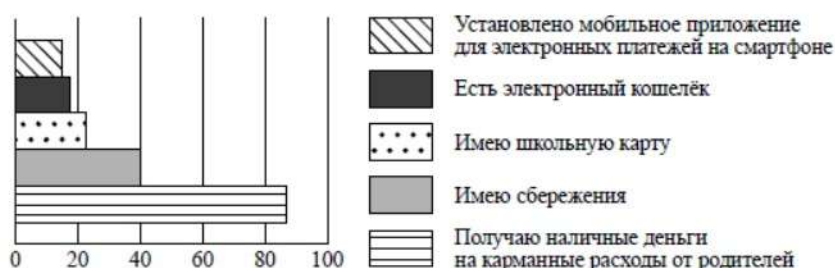 Установлено мобильное приложение
для электронных платежей на смартфоне
Есть электронный кошелёк
Имею школьную карту
Имею сбережения
Получаю наличные деньги
на карманные расходы от родителей
0 20 40 60 80 100